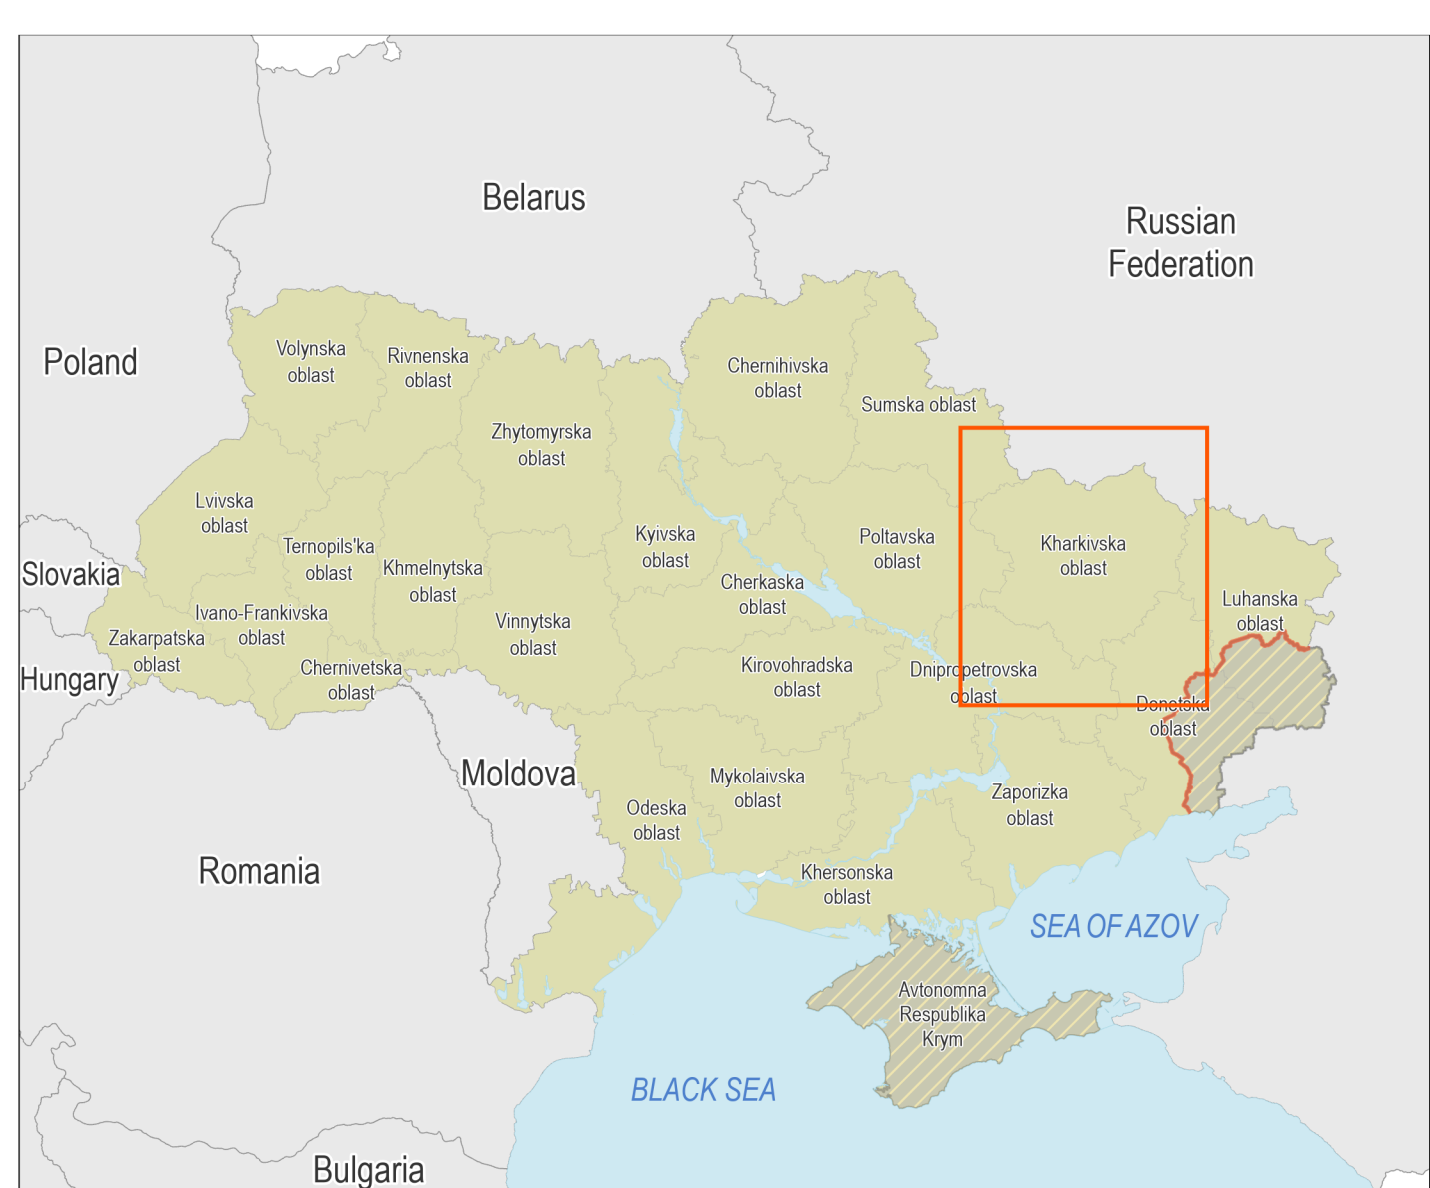 Belarus
Russian
Federation
Poland
Volynska
oblast
Rivnenska
oblast
Chernihivska
oblast
Sumska oblast
Zhytomyrska
oblast
Lvivska
oblast
Ternopils'ka
oblast
Khmelnytska
oblast
Kyivska
oblast
Cherkaska
oblast
Poltavska
oblast
Kharkivska
oblast
Luhanska
oblast
Slovakia
Ivano-Frankivska
oblast
Zakarpatska
oblast
Chernivetska
oblast
Vinnytska
oblast
Kirovohradska
oblast
Dnipropetrovska
oblast
Donetska
oblast
Hungary
Moldova
Odeska
oblast
Mykolaivska
oblast
Zaporizka
oblast
Khersonska
oblast
Romania
SEA OF AZOV
Avtonomna
Respublika
Krym
BLACK SEA
Bulgaria